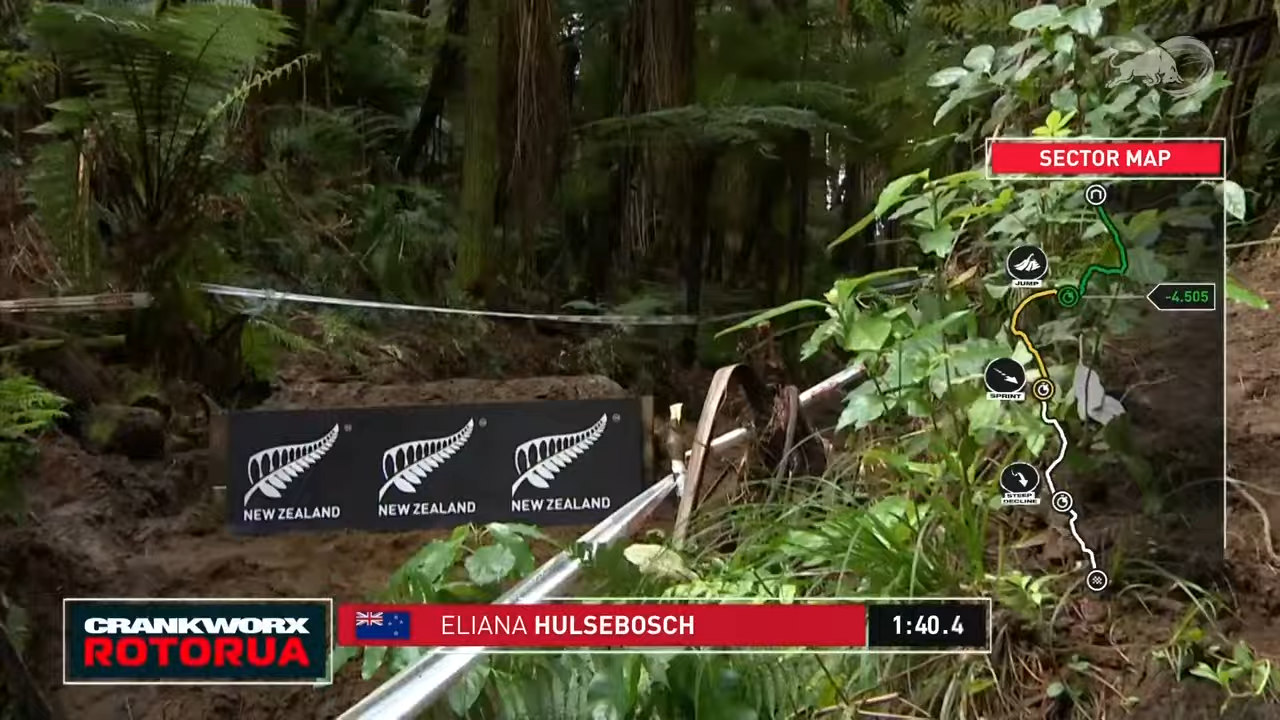 SECTOR MAP
JUMP
-4.505
SPRINT
STEEP
DECLINE
NEW ZEALAND
NEW ZEALAND
NEW ZEALAND
CRANKWORX
ROTORUA
ELIANA HULSEBOSCH
1:40.4